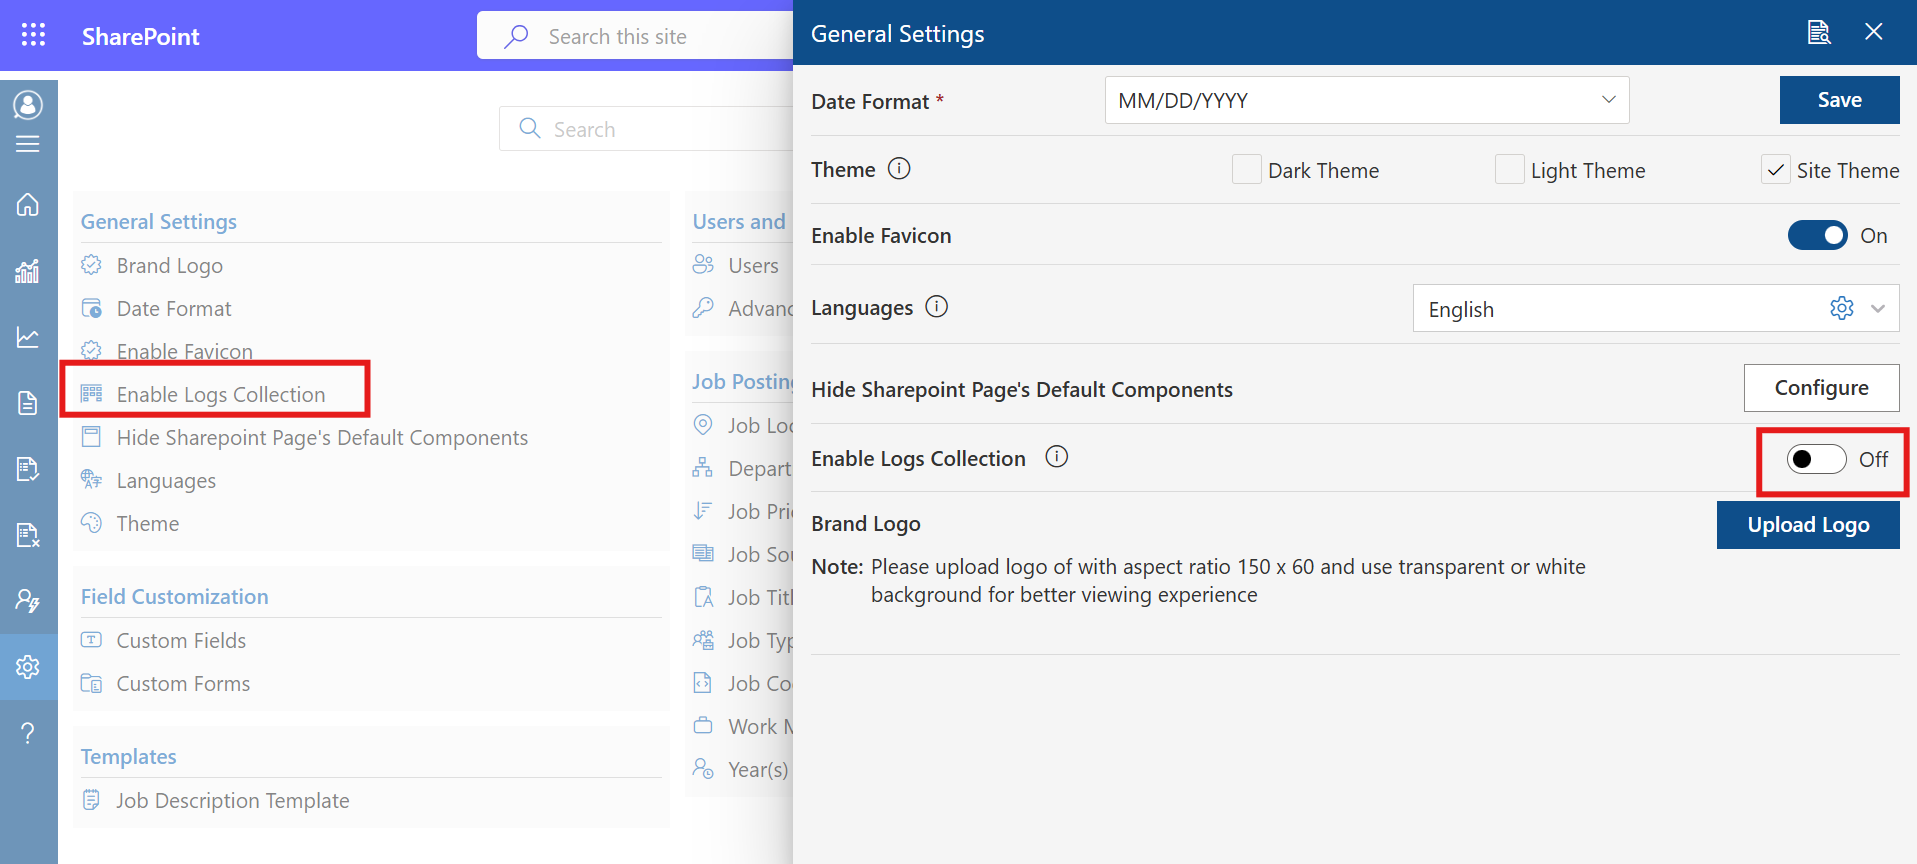 SharePoint
Search this site
Search
General Settings
Brand Logo
Date Format
Enable Favicon
Enable Logs Collection
Hide Sharepoint Page's Default Components
Languages
Theme
Field Customization
Custom Fields
Custom Forms
Templates
Job Description Template
Users and
Users
Advanc
Job Posting
Job Loc
Depart
Job Pri
Job Sou
Job Titl
Job Typ
Job Co
Work M
Year(s)
General Settings
Date Format *
MM/DD/YYYY
Save
Theme
Dark Theme
Light Theme
Site Theme
Enable Favicon
On
Languages
English
Hide Sharepoint Page's Default Components
Configure
Enable Logs Collection
Off
Brand Logo
Upload Logo
Note: Please upload logo of with aspect ratio 150 x 60 and use transparent or white
background for better viewing experience